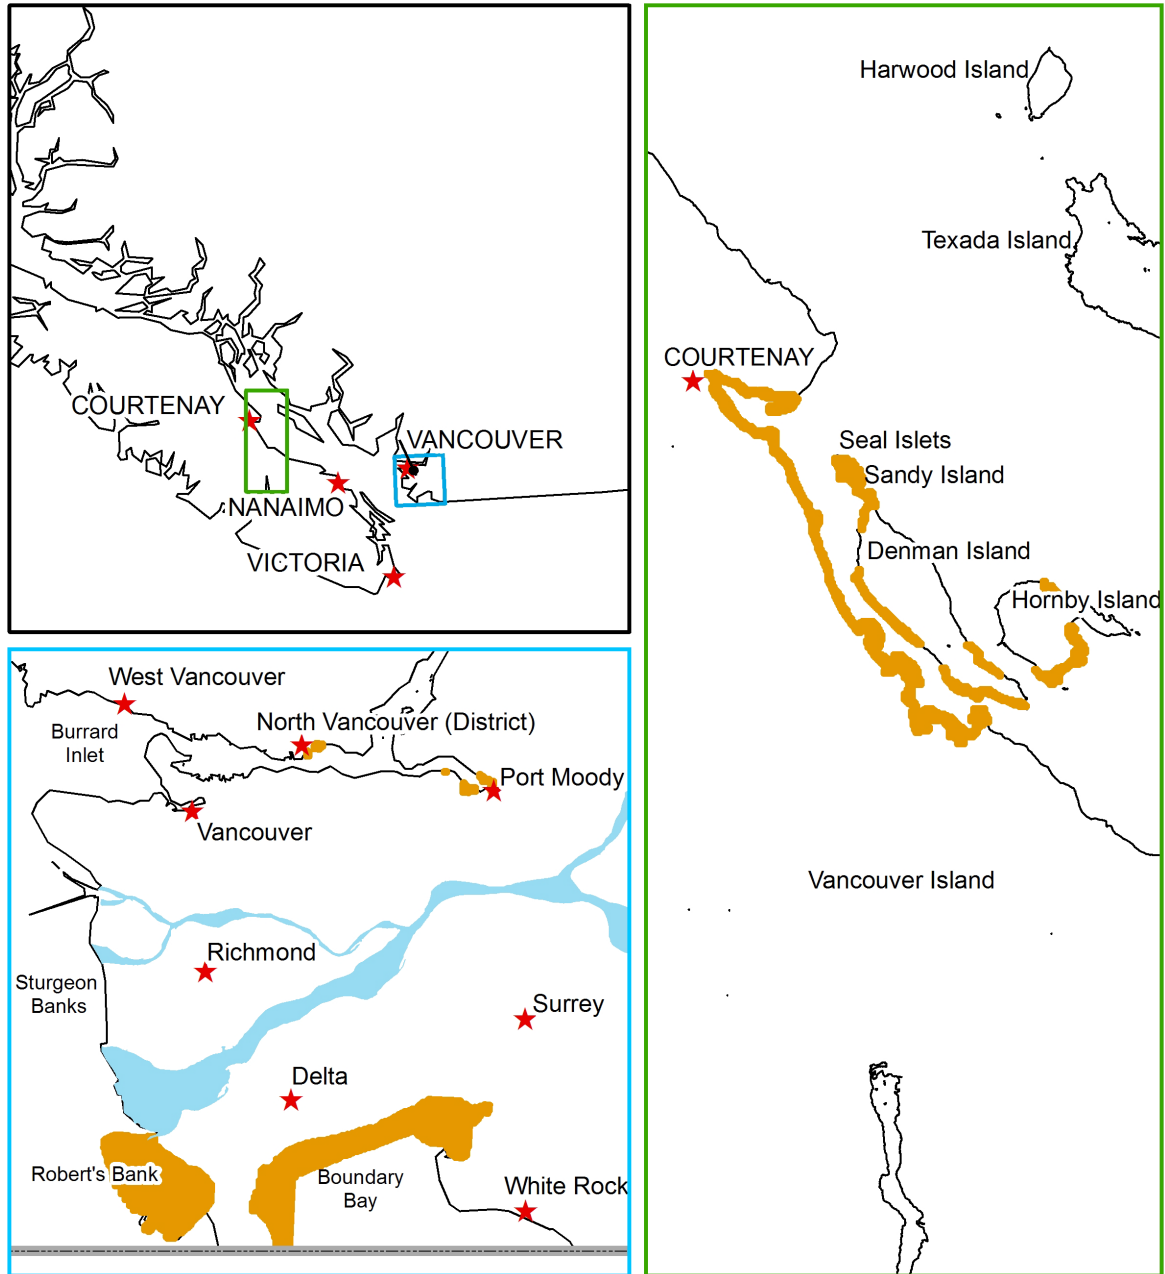 COURTENAY
VANCOUVER
NANAIMO
VICTORIA
Harwood Island
Texada Island
COURTENAY
Seal Islets
Sandy Island
Denman Island
Hornby Island
Vancouver Island
West Vancouver
Burrard
Inlet
North Vancouver (District)
Port Moody
Vancouver
Richmond
Sturgeon
Banks
Surrey
Delta
Robert's Bank
Boundary
Bay
White Rock